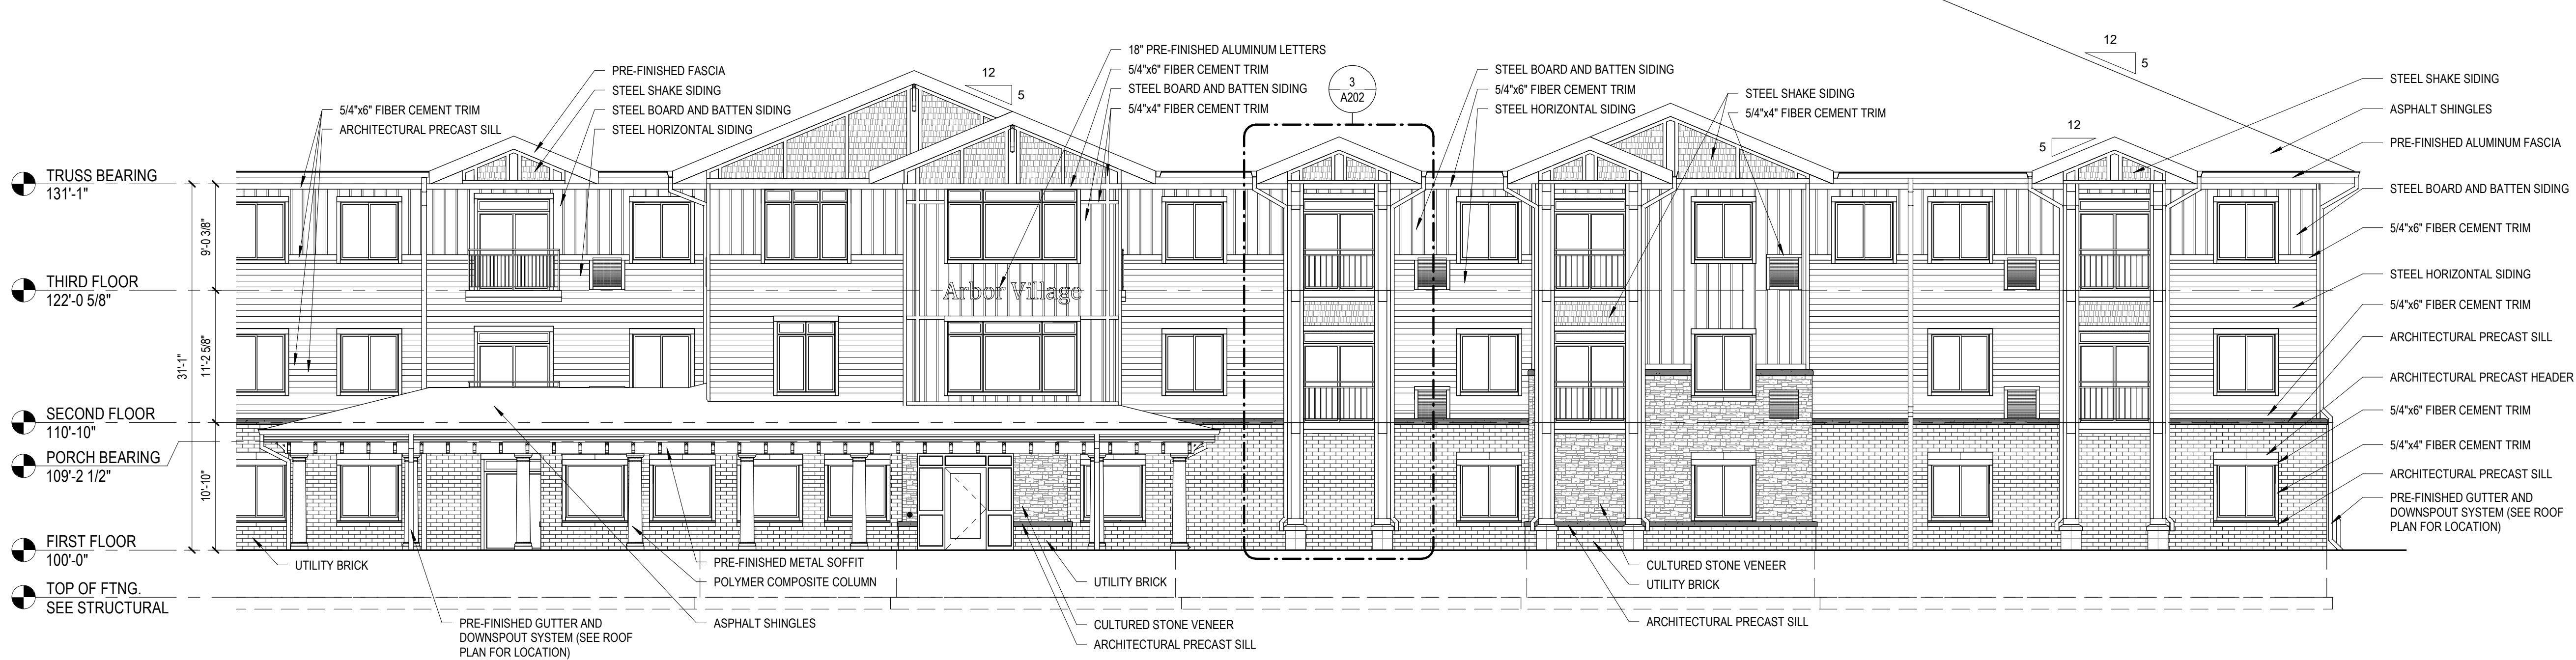 TRUSS BEARING
131'-1"
THIRD FLOOR
122'-0 5/8"
SECOND FLOOR
110'-10"
PORCH BEARING
109'-2 1/2"
FIRST FLOOR
100'-0"
TOP OF FTNG.
SEE STRUCTURAL
31'-1"
9'-0 3/8"
11'-2 5/8"
10'-10"
5/4"x6" FIBER CEMENT TRIM
ARCHITECTURAL PRECAST SILL
PRE-FINISHED FASCIA
STEEL SHAKE SIDING
STEEL BOARD AND BATTEN SIDING
STEEL HORIZONTAL SIDING
12
5
18" PRE-FINISHED ALUMINUM LETTERS
5/4"x6" FIBER CEMENT TRIM
STEEL BOARD AND BATTEN SIDING
5/4"x4" FIBER CEMENT TRIM
3
A202
STEEL BOARD AND BATTEN SIDING
5/4"x6" FIBER CEMENT TRIM
STEEL HORIZONTAL SIDING
STEEL SHAKE SIDING
5/4"x4" FIBER CEMENT TRIM
12
5
12
5
Arbor Village
STEEL SHAKE SIDING
ASPHALT SHINGLES
PRE-FINISHED ALUMINUM FASCIA
STEEL BOARD AND BATTEN SIDING
5/4"x6" FIBER CEMENT TRIM
STEEL HORIZONTAL SIDING
5/4"x6" FIBER CEMENT TRIM
ARCHITECTURAL PRECAST SILL
ARCHITECTURAL PRECAST HEADER
5/4"x6" FIBER CEMENT TRIM
5/4"x4" FIBER CEMENT TRIM
ARCHITECTURAL PRECAST SILL
PRE-FINISHED GUTTER AND
DOWNSPOUT SYSTEM (SEE ROOF
PLAN FOR LOCATION)
UTILITY BRICK
PRE-FINISHED GUTTER AND
DOWNSPOUT SYSTEM (SEE ROOF
PLAN FOR LOCATION)
PRE-FINISHED METAL SOFFIT
POLYMER COMPOSITE COLUMN
ASPHALT SHINGLES
UTILITY BRICK
CULTURED STONE VENEER
ARCHITECTURAL PRECAST SILL
CULTURED STONE VENEER
UTILITY BRICK
ARCHITECTURAL PRECAST SILL